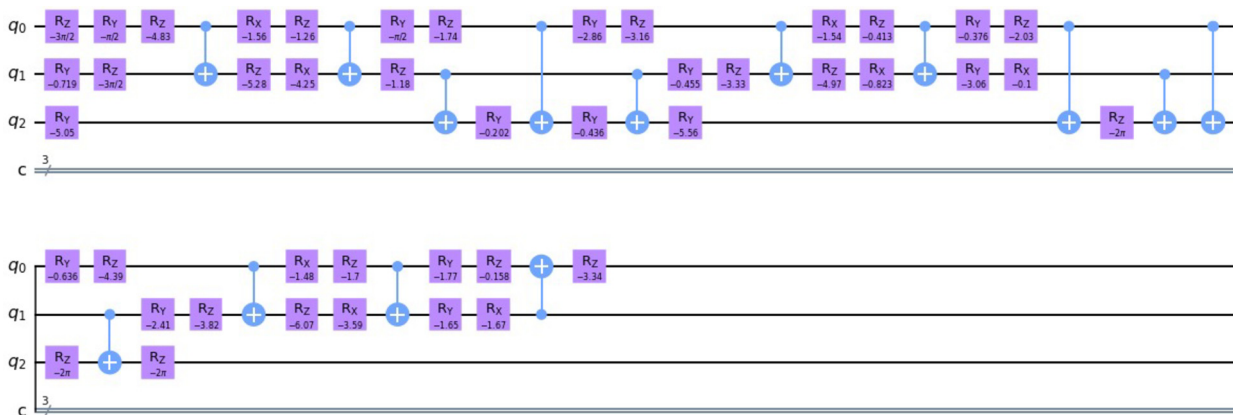 q0 RZ −3π/2 RY −π/2 RZ −4.83 RX −1.56 RZ −1.26 RY −π/2 RZ −1.74 RY −2.86 RZ −3.16 RX −1.54 RZ −0.413 RY −0.376 RZ −2.03
q1 RY −0.719 RZ −3π/2 RZ −5.28 RZ −4.25 RZ −1.18 RY −0.455 RZ −3.33 RZ −4.97 RX −0.823 RY −3.06 RX −0.1
q2 RY −5.05 RY −0.202 RY −0.436 RY −5.56 RZ −2π
c 3
q0 RY −0.636 RZ −4.39 RX −1.48 RZ −1.7 RY −1.77 RZ −0.158 RZ −3.34
q1 RY −2.41 RZ −3.82 RZ −6.07 RX −3.59 RY −1.65 RX −1.67
q2 RZ −2π RZ −2π
c 3